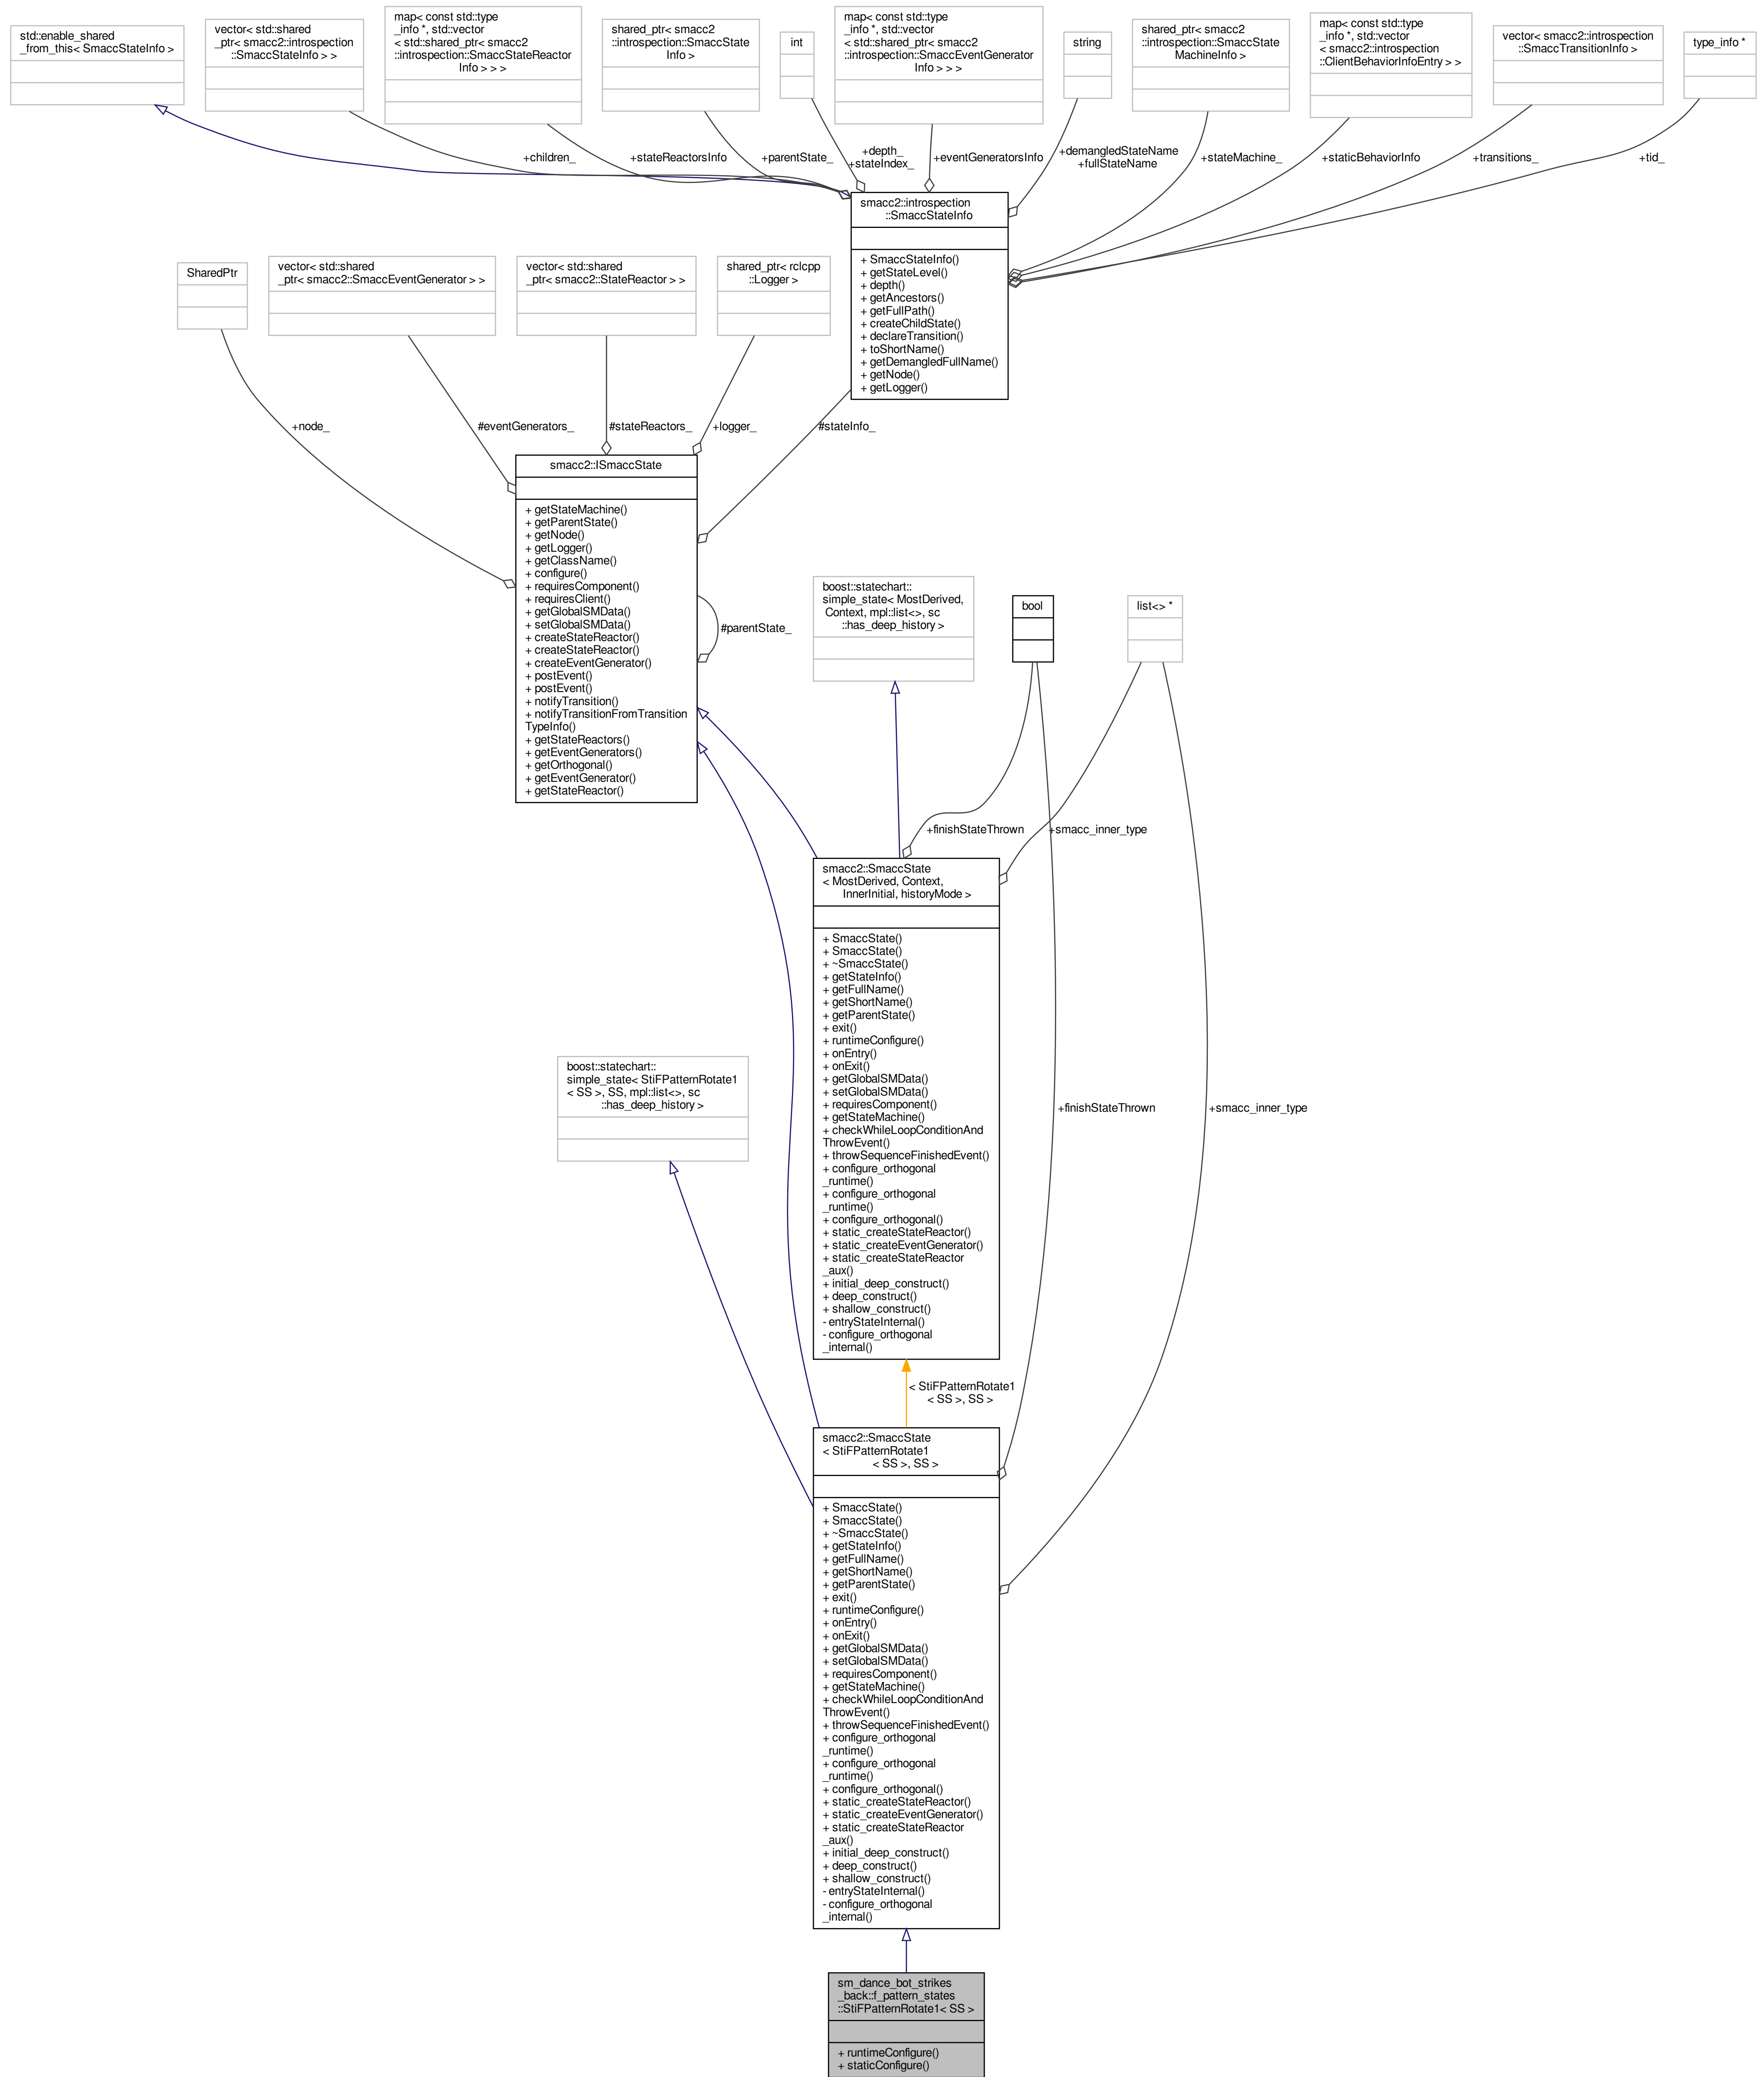 std::enable_shared
_from_this< SmaccStateInfo >
vector< std::shared
_ptr< smacc2::introspection
::SmaccStateInfo > >
map< const std::type
_info *, std::vector
< std::shared_ptr< smacc2
::introspection::SmaccStateReactor
Info > > >
shared_ptr< smacc2
::introspection::SmaccState
Info >
int
map< const std::type
_info *, std::vector
< std::shared_ptr< smacc2
::introspection::SmaccEventGenerator
Info > > >
string
shared_ptr< smacc2
::introspection::SmaccState
MachineInfo >
map< const std::type
_info *, std::vector
< smacc2::introspection
::ClientBehaviorInfoEntry > >
vector< smacc2::introspection
::SmaccTransitionInfo >
type_info *
+children_
+stateReactorsInfo
+parentState_
+depth_
+stateIndex_
+eventGeneratorsInfo
+demangledStateName
+fullStateName
+stateMachine_
+staticBehaviorInfo
+transitions_
+tid_
smacc2::introspection
::SmaccStateInfo
+ SmaccStateInfo()
+ getStateLevel()
+ depth()
+ getAncestors()
+ getFullPath()
+ createChildState()
+ declareTransition()
+ toShortName()
+ getDemangledFullName()
+ getNode()
+ getLogger()
SharedPtr
vector< std::shared
_ptr< smacc2::SmaccEventGenerator > >
vector< std::shared
_ptr< smacc2::StateReactor > >
shared_ptr< rclcpp
::Logger >
+node_
#eventGenerators_
#stateReactors_
+logger_
#stateInfo_
smacc2::ISmaccState
+ getStateMachine()
+ getParentState()
+ getNode()
+ getLogger()
+ getClassName()
+ configure()
+ requiresComponent()
+ requiresClient()
+ getGlobalSMData()
+ setGlobalSMData()
+ createStateReactor()
+ createStateReactor()
+ createEventGenerator()
+ postEvent()
+ postEvent()
+ notifyTransition()
+ notifyTransitionFromTransition
TypeInfo()
+ getStateReactors()
+ getEventGenerators()
+ getOrthogonal()
+ getEventGenerator()
+ getStateReactor()
#parentState_
boost::statechart::
simple_state< MostDerived,
Context, mpl::list<>, sc
::has_deep_history >
bool
list<> *
+finishStateThrown
+smacc_inner_type
smacc2::SmaccState
< MostDerived, Context,
InnerInitial, historyMode >
+ SmaccState()
+ SmaccState()
+ ~SmaccState()
+ getStateInfo()
+ getFullName()
+ getShortName()
+ getParentState()
+ exit()
+ runtimeConfigure()
+ onEntry()
+ onExit()
+ getGlobalSMData()
+ setGlobalSMData()
+ requiresComponent()
+ getStateMachine()
+ checkWhileLoopConditionAnd
ThrowEvent()
+ throwSequenceFinishedEvent()
+ configure_orthogonal
_runtime()
+ configure_orthogonal
_runtime()
+ configure_orthogonal()
+ static_createStateReactor()
+ static_createEventGenerator()
+ static_createStateReactor
_aux()
+ initial_deep_construct()
+ deep_construct()
+ shallow_construct()
- entryStateInternal()
- configure_orthogonal
_internal()
boost::statechart::
simple_state< StiFPatternRotate1
< SS >, SS, mpl::list<>, sc
::has_deep_history >
+finishStateThrown
+smacc_inner_type
< StiFPatternRotate1
< SS >, SS >
smacc2::SmaccState
< StiFPatternRotate1
< SS >, SS >
+ SmaccState()
+ SmaccState()
+ ~SmaccState()
+ getStateInfo()
+ getFullName()
+ getShortName()
+ getParentState()
+ exit()
+ runtimeConfigure()
+ onEntry()
+ onExit()
+ getGlobalSMData()
+ setGlobalSMData()
+ requiresComponent()
+ getStateMachine()
+ checkWhileLoopConditionAnd
ThrowEvent()
+ throwSequenceFinishedEvent()
+ configure_orthogonal
_runtime()
+ configure_orthogonal
_runtime()
+ configure_orthogonal()
+ static_createStateReactor()
+ static_createEventGenerator()
+ static_createStateReactor
_aux()
+ initial_deep_construct()
+ deep_construct()
+ shallow_construct()
- entryStateInternal()
- configure_orthogonal
_internal()
sm_dance_bot_strikes
_back::f_pattern_states
::StiFPatternRotate1< SS >
+ runtimeConfigure()
+ staticConfigure()